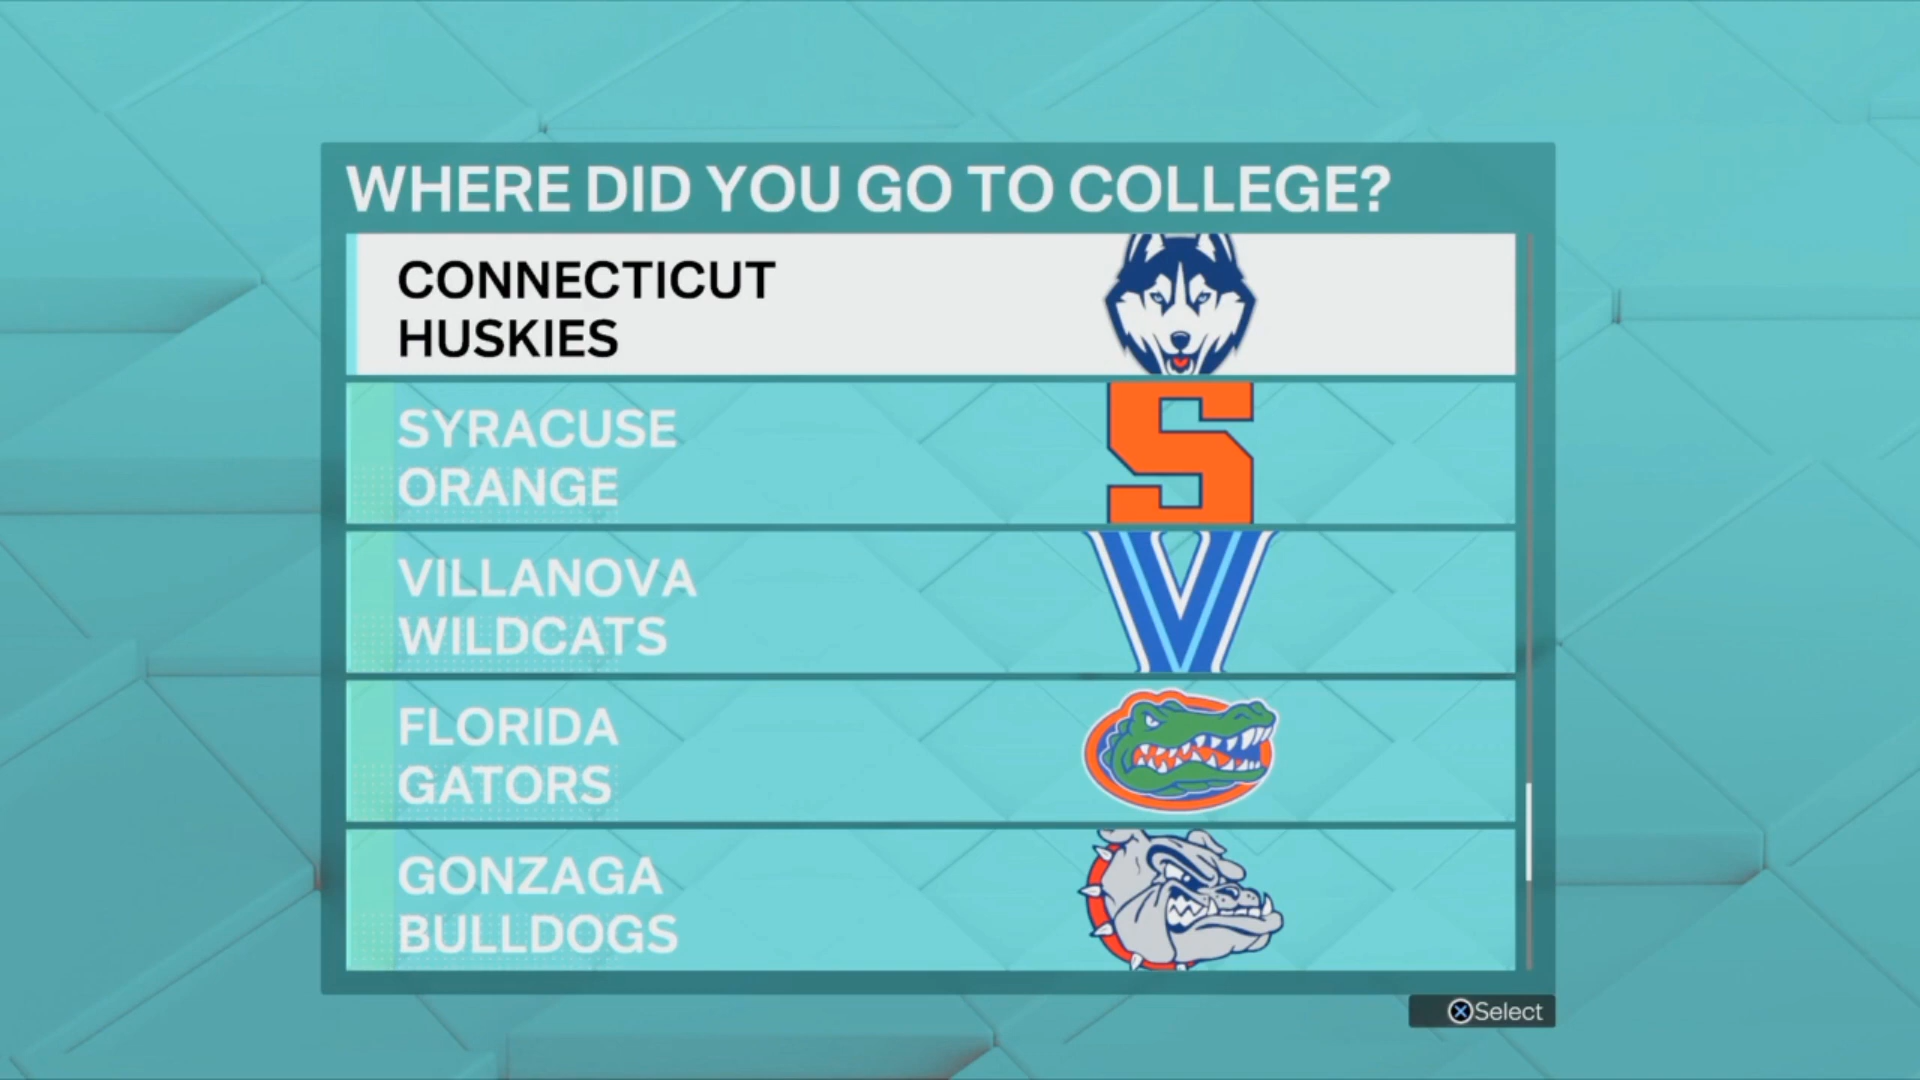 WHERE DID YOU GO TO COLLEGE?
CONNECTICUT
HUSKIES
SYRACUSE
ORANGE
S
VILLANOVA
WILDCATS
V
FLORIDA
GATORS
GONZAGA
BULLDOGS
Select